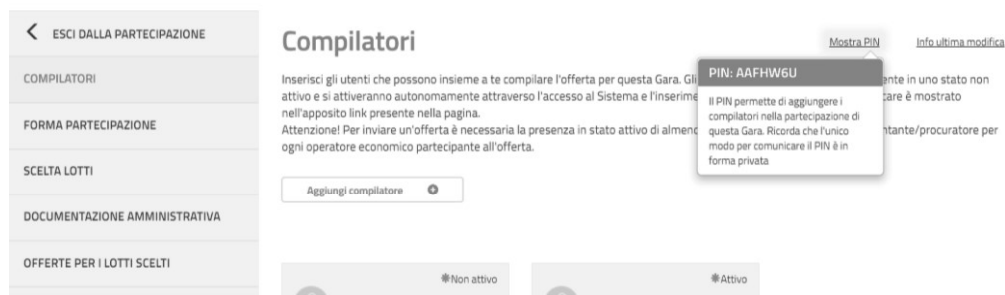 ESCI DALLA PARTECIPAZIONE
COMPILATORI
FORMA PARTECIPAZIONE
SCELTA LOTTI
DOCUMENTAZIONE AMMINISTRATIVA
OFFERTE PER I LOTTI SCELTI
Compilatori
Mostra PIN
Info ultima modifica
Inserisci gli utenti che possono insieme a te compilare l'offerta per questa Gara. Gli
ente in uno stato non
attivo e si attiveranno autonomamente attraverso l'accesso al Sistema e l'inserime
care è mostrato
nell'apposito link presente nella pagina.
Attenzione! Per inviare un'offerta è necessaria la presenza in stato attivo di almeno
ntante/procuratore per
ogni operatore economico partecipante all'offerta.
PIN: AAFHW6U
Il PIN permette di aggiungere i
compilatori nella partecipazione di
questa Gara. Ricorda che l'unico
modo per comunicare il PIN è in
forma privata
Aggiungi compilatore
Non attivo
Attivo